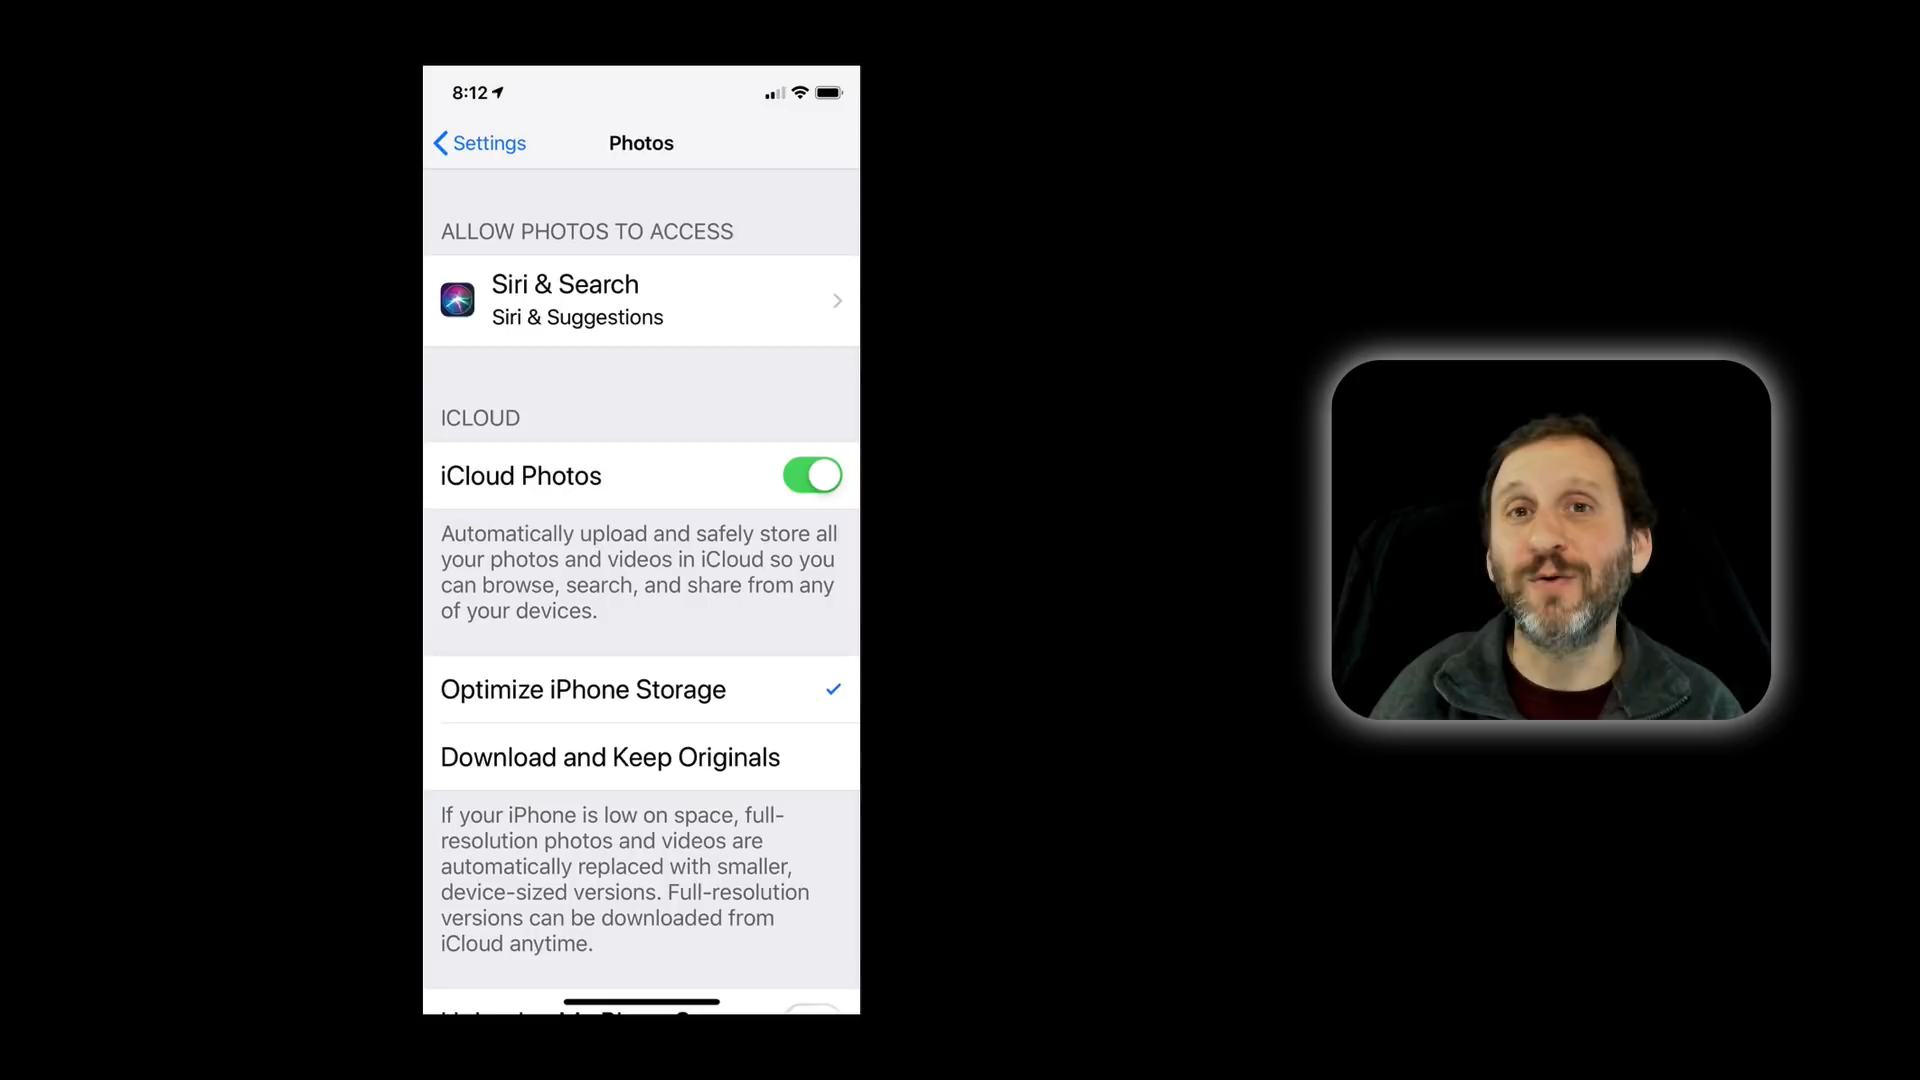 8:12
Settings
Photos
ALLOW PHOTOS TO ACCESS
Siri & Search
Siri & Suggestions
ICLOUD
iCloud Photos
Automatically upload and safely store all
your photos and videos in iCloud so you
can browse, search, and share from any
of your devices.
Optimize iPhone Storage
Download and Keep Originals
If your iPhone is low on space, full-
resolution photos and videos are
automatically replaced with smaller,
device-sized versions. Full-resolution
versions can be downloaded from
iCloud anytime.